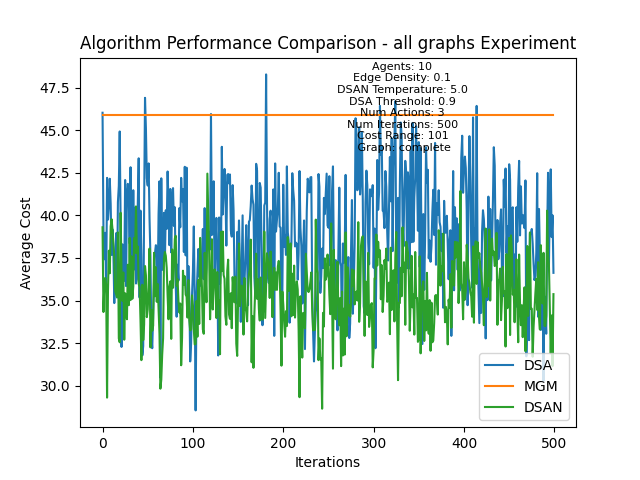 Algorithm Performance Comparison - all graphs Experiment
Agents: 10
Edge Density: 0.1
DSAN Temperature: 5.0
DSA Threshold: 0.9
Num Actions: 3
Num Iterations: 500
Cost Range: 101
Graph: complete
Average Cost
47.5
45.0
42.5
40.0
37.5
35.0
32.5
30.0
DSA
MGM
DSAN
0
100
200
300
400
500
Iterations